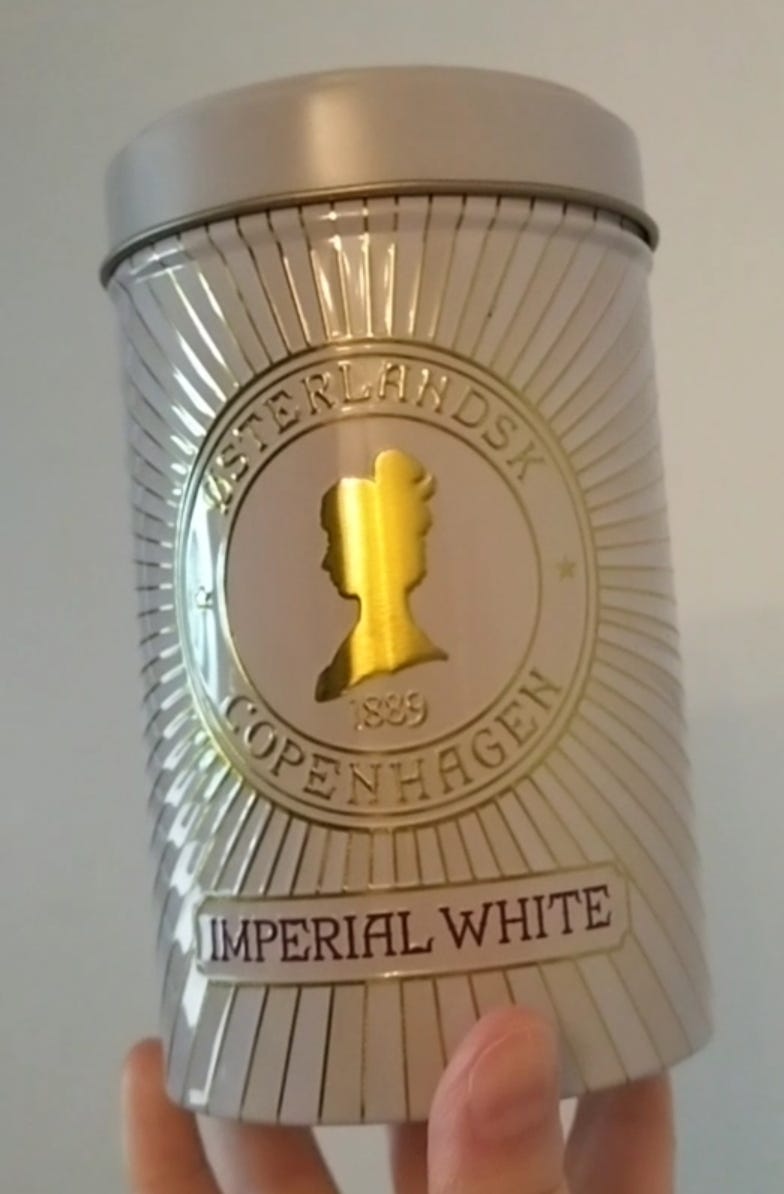 ØSTERLANDSK
1889
COPENHAGEN
IMPERIAL WHITE